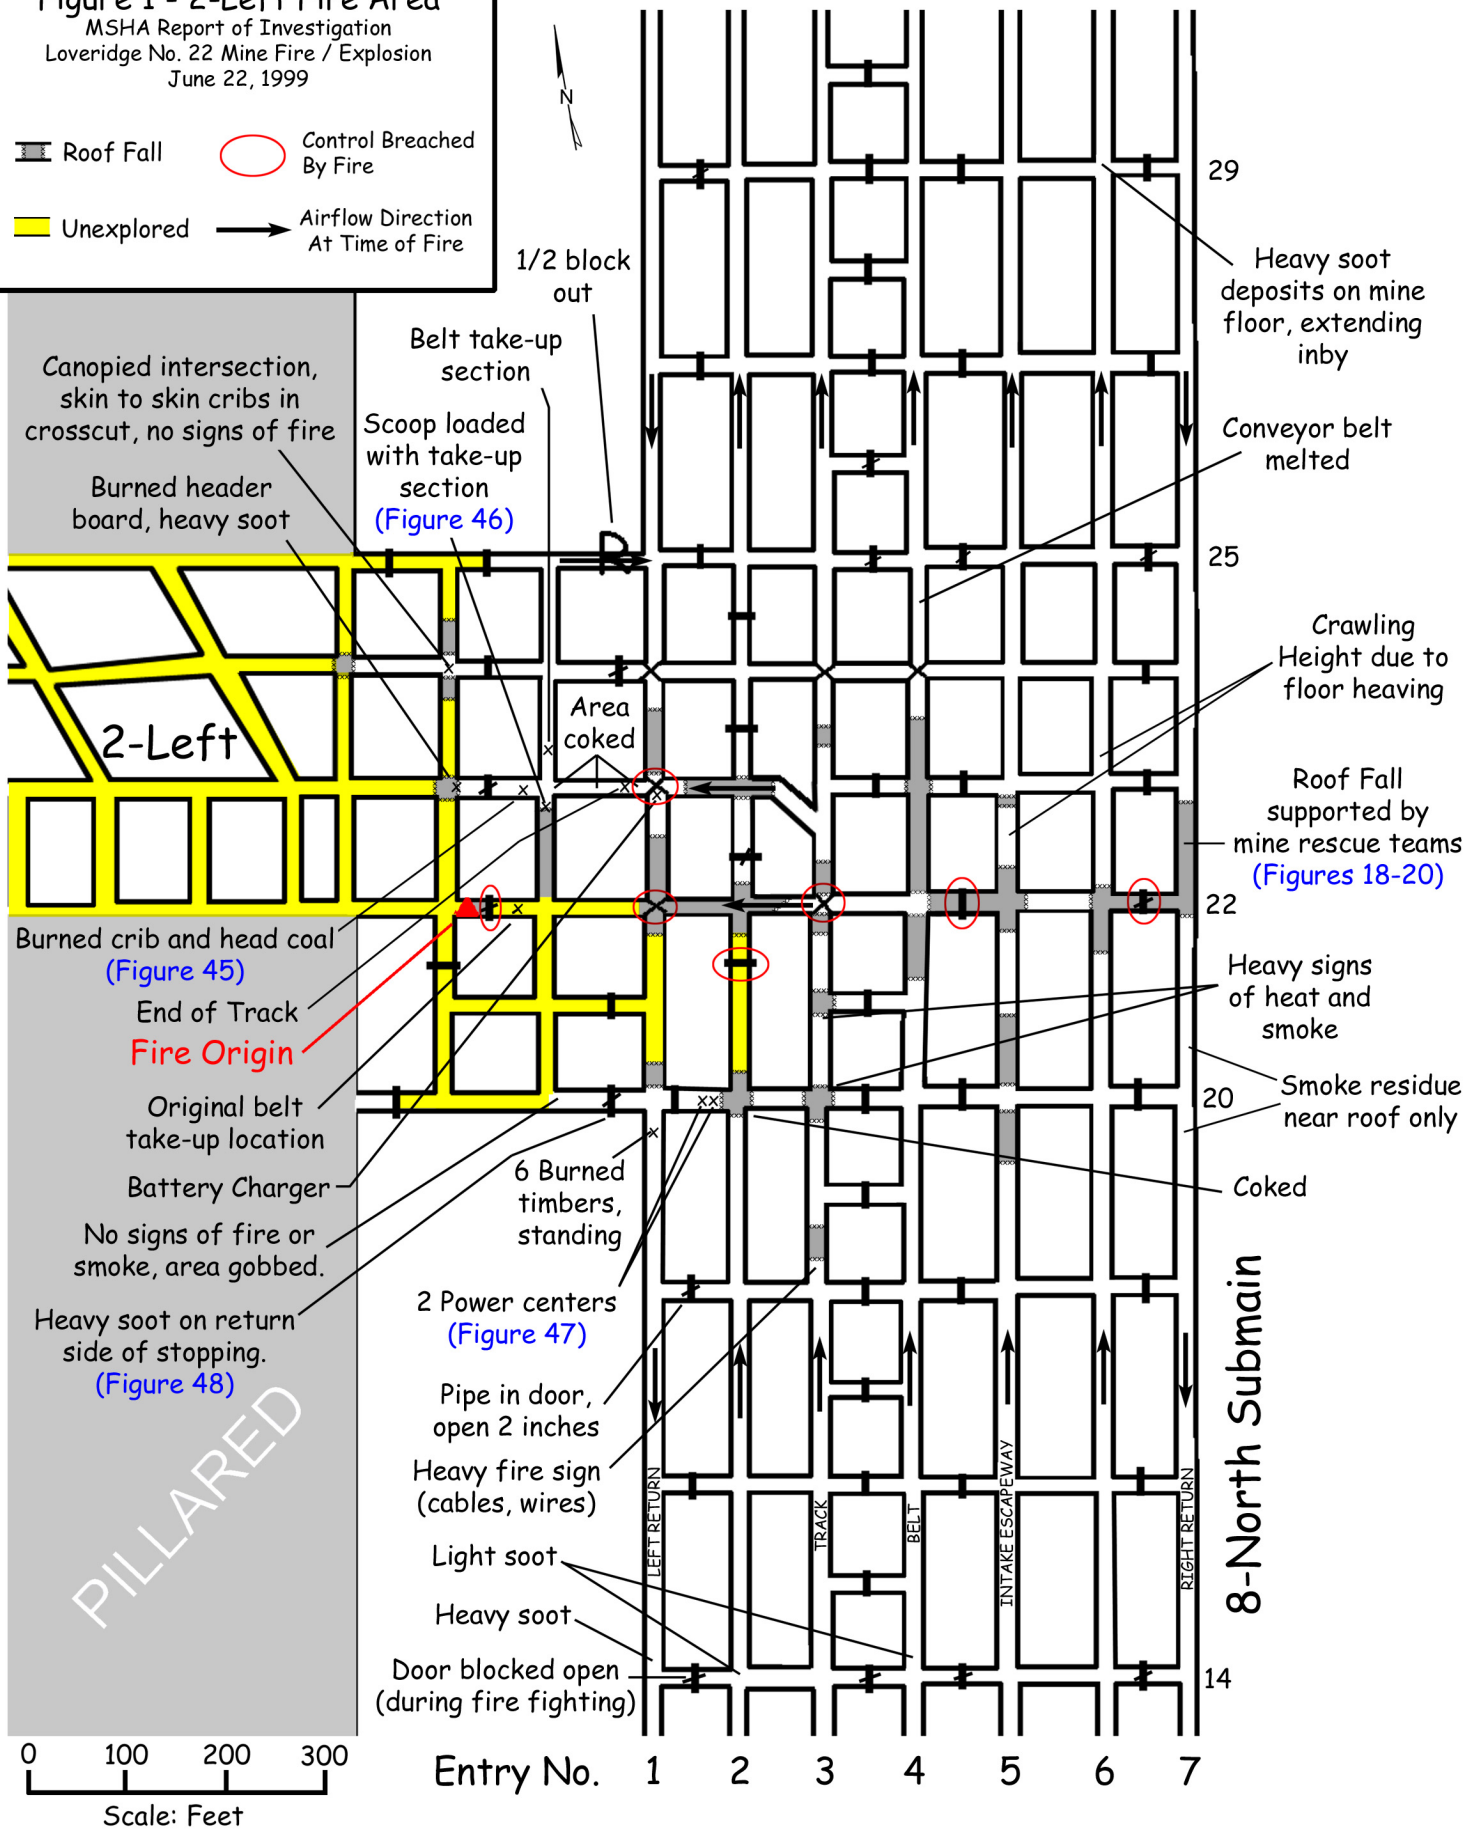 Figure 1 - 2-Left Fire Area
MSHA Report of Investigation
Loveridge No. 22 Mine Fire / Explosion
June 22, 1999
Roof Fall
Control Breached
By Fire
Unexplored
Airflow Direction
At Time of Fire
N
29
1/2 block
out
Heavy soot
deposits on mine
floor, extending
inby
Belt take-up
section
Canopied intersection,
skin to skin cribs in
crosscut, no signs of fire
Scoop loaded
with take-up
section
(Figure 46)
Conveyor belt
melted
Burned header
board, heavy soot
R
25
Crawling
Height due to
floor heaving
2-Left
Area
coked
Roof Fall
supported by
mine rescue teams
(Figures 18-20)
22
Burned crib and head coal
(Figure 45)
End of Track
Fire Origin
Heavy signs
of heat and
smoke
Original belt
take-up location
20
Smoke residue
near roof only
Battery Charger
6 Burned
timbers,
standing
Coked
No signs of fire or
smoke, area gobbed.
2 Power centers
(Figure 47)
Heavy soot on return
side of stopping.
(Figure 48)
Pipe in door,
open 2 inches
Heavy fire sign
(cables, wires)
PILLARED
LEFT RETURN
TRACK
BELT
INTAKE ESCAPEWAY
RIGHT RETURN
8-North Submain
Light soot
Heavy soot
Door blocked open
(during fire fighting)
14
0 100 200 300
Scale: Feet
Entry No. 1 2 3 4 5 6 7